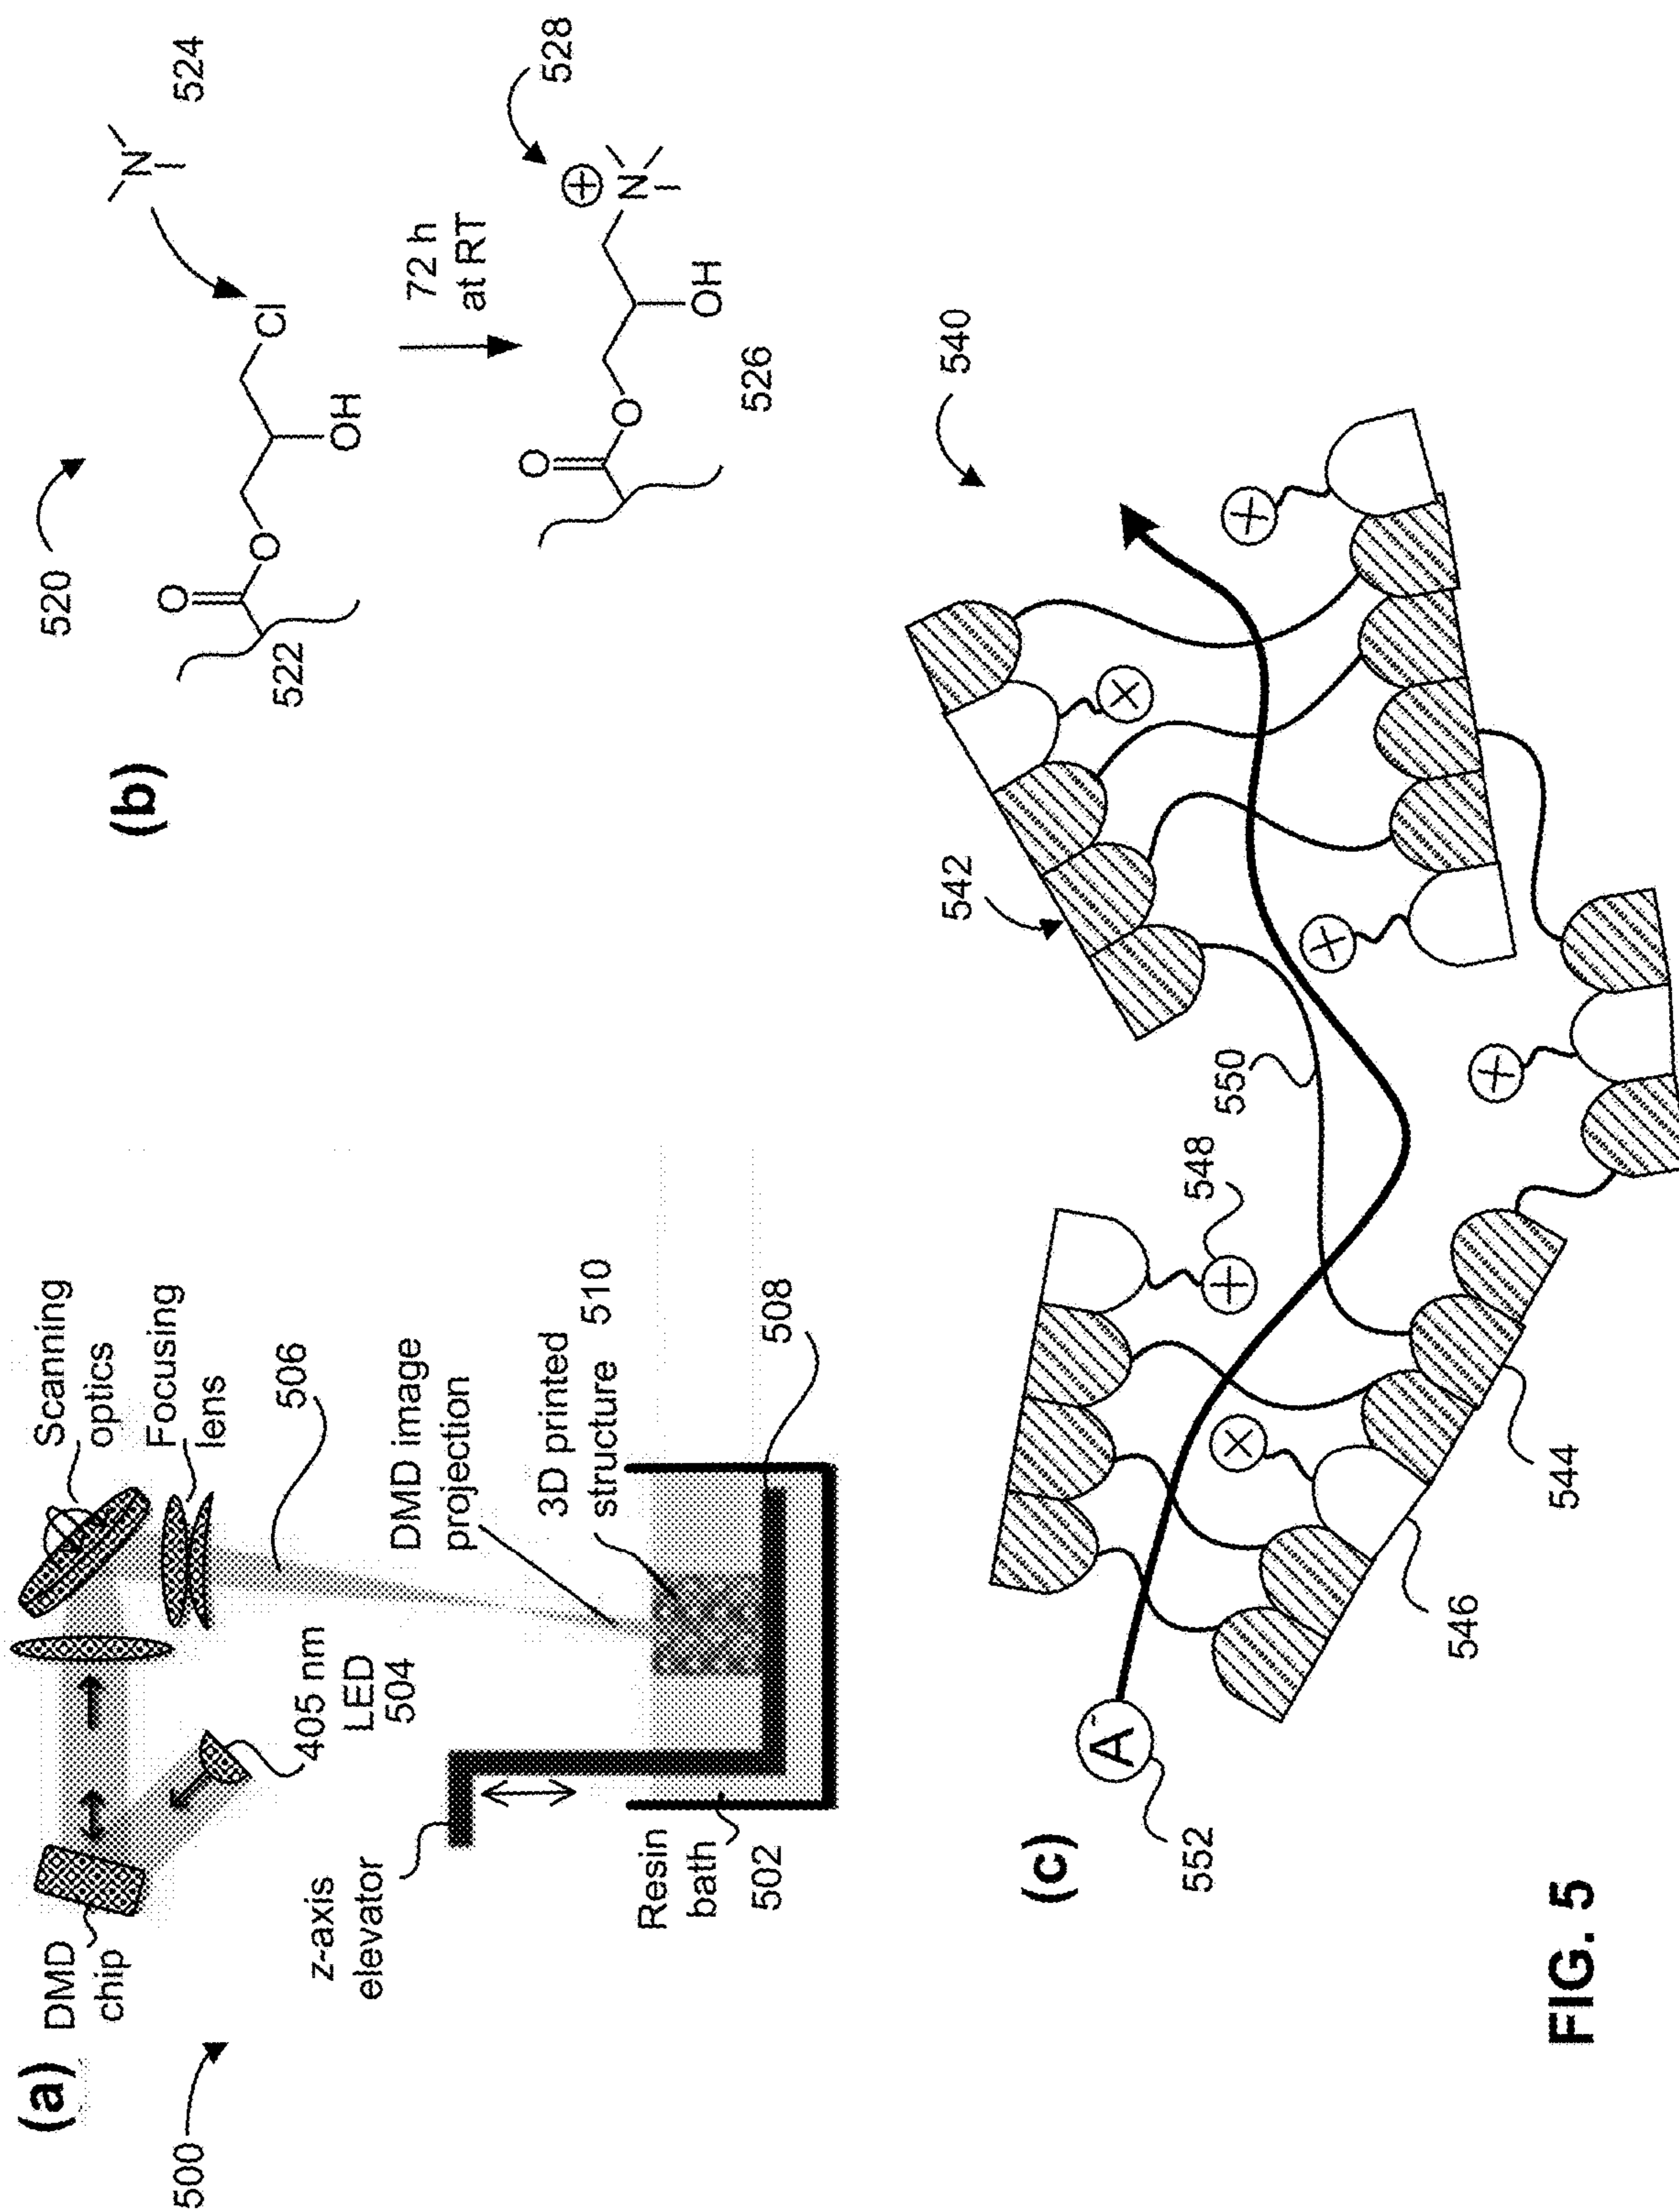 (a)
500
DMD
chip
Scanning
optics
Focusing
lens
405 nm
LED
504
506
z-axis
elevator
DMD image
projection
3D printed
structure 510
Resin
bath
502
508
(b)
520
O
O
OH
Cl
N
524
522
72 h
at RT
O
O
OH
N
+
528
526
(c)
540
542
A-
552
550
548
546
544
+
+
+
+
+
+
FIG. 5